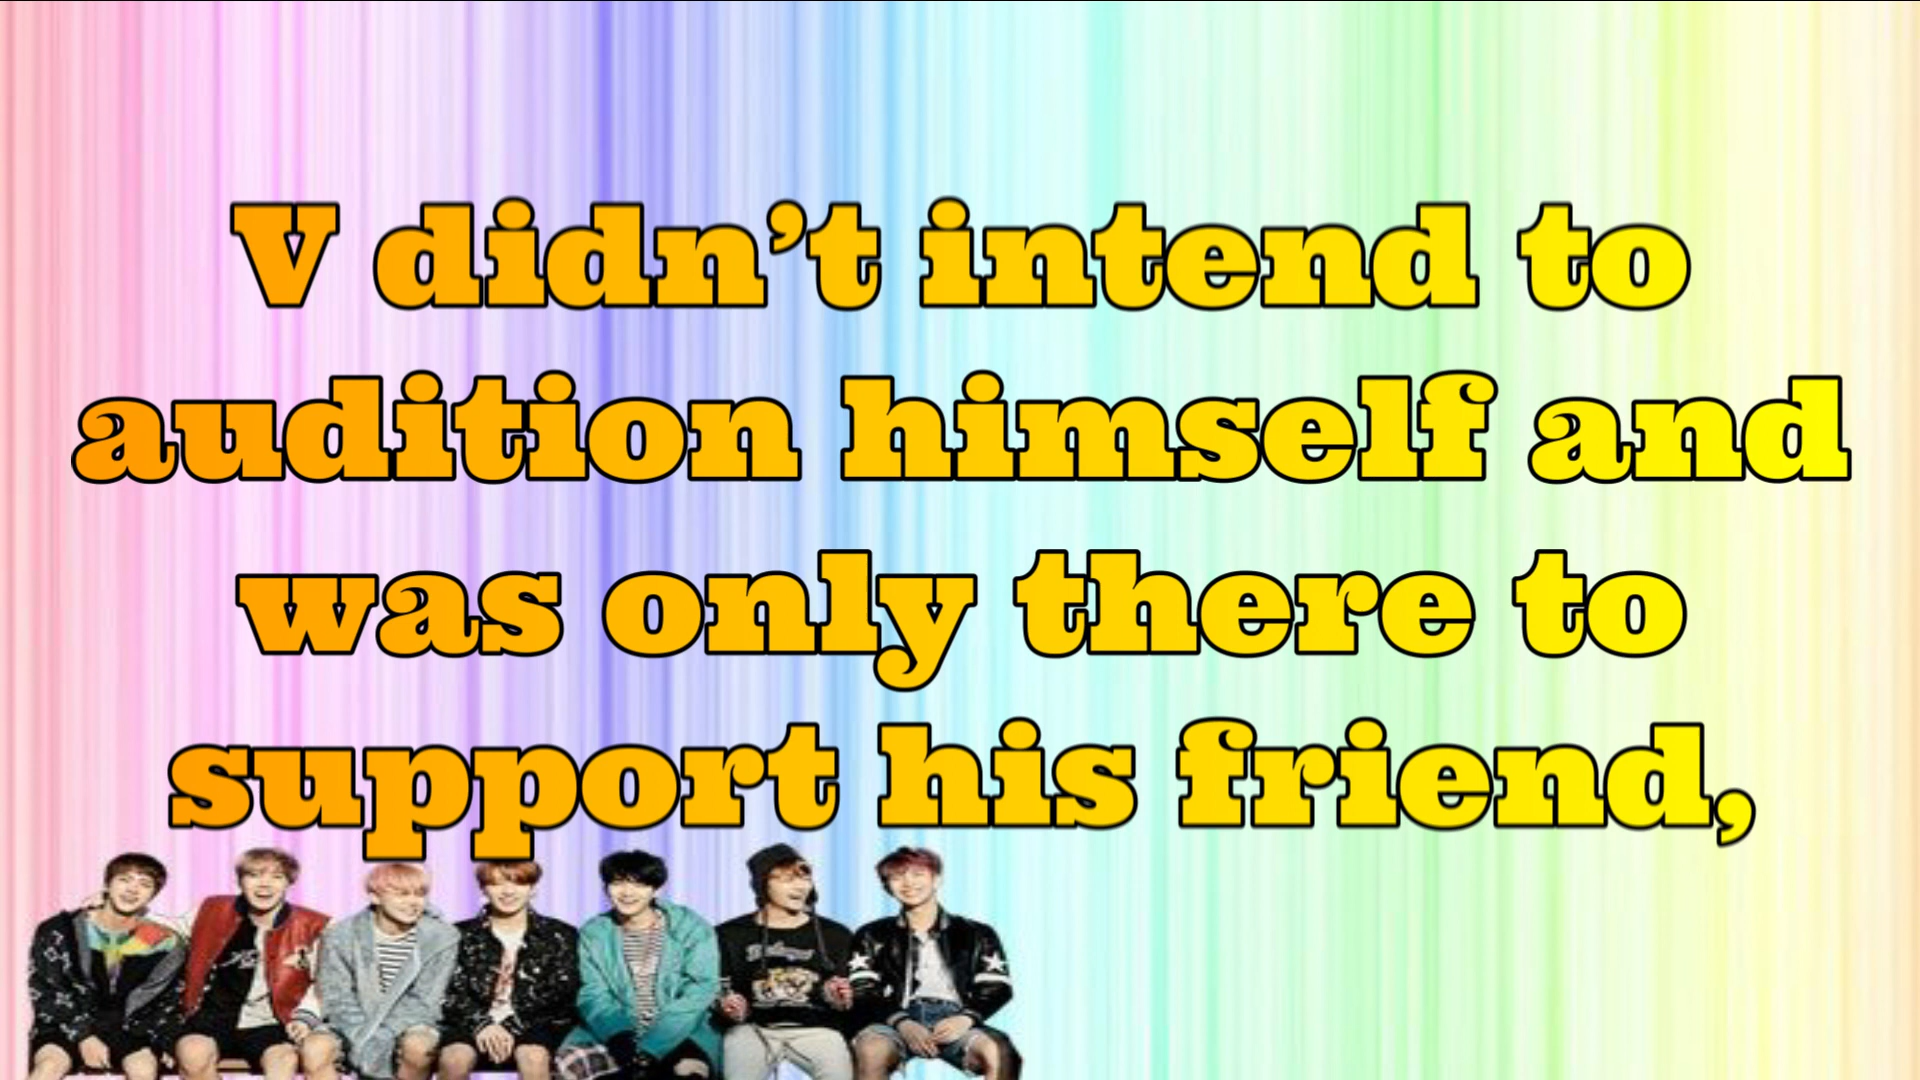 V didn’t intend to
audition himself and
was only there to
support his friend,